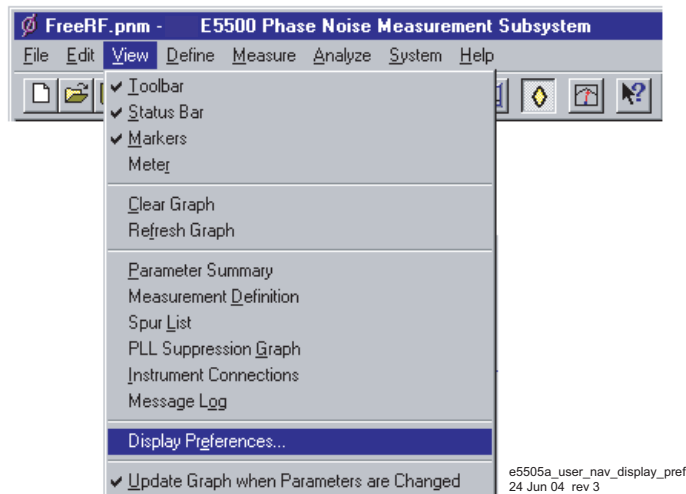 FreeRF.pnm - E5500 Phase Noise Measurement Subsystem
File Edit View Define Measure Analyze System Help
✔ Toolbar
✔ Status Bar
✔ Markers
Meter
Clear Graph
Refresh Graph
Parameter Summary
Measurement Definition
Spur List
PLL Suppression Graph
Instrument Connections
Message Log
Display Preferences...
✔ Update Graph when Parameters are Changed
e5505a_user_nav_display_pref
24 Jun 04 rev 3